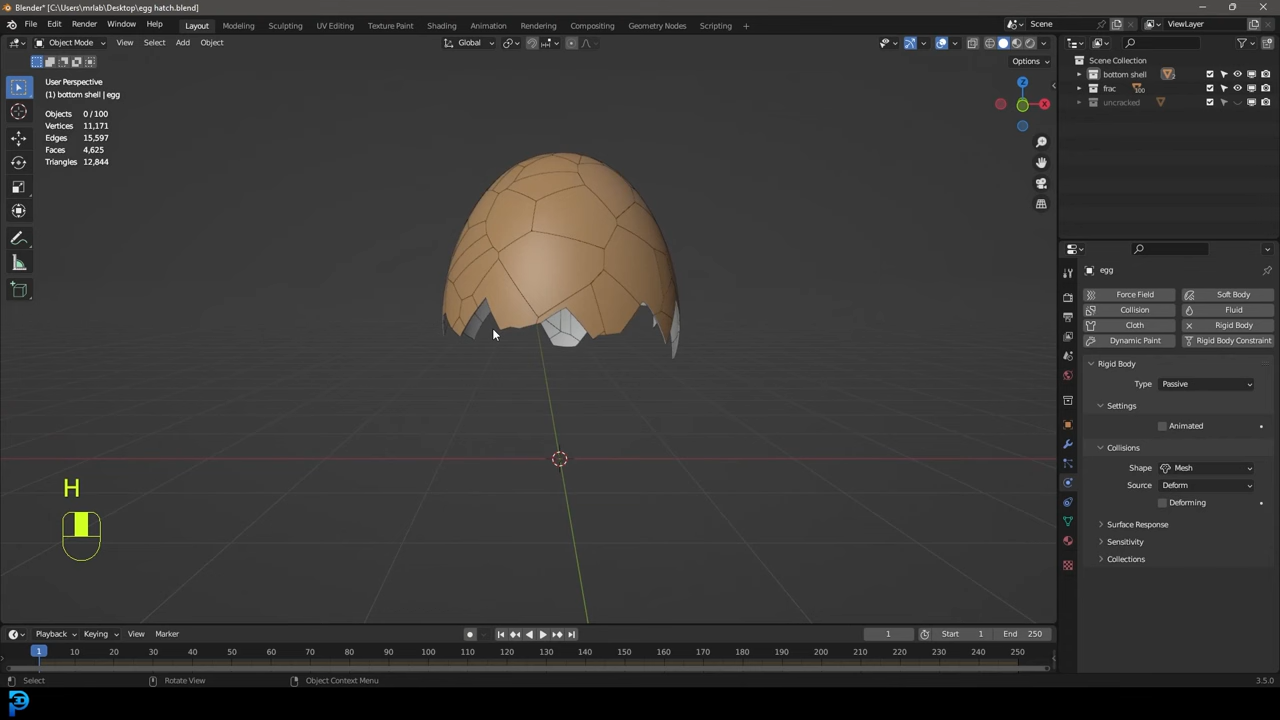 Blender* [C:\Users\mrlab\Desktop\egg hatch.blend]
File Edit Render Window Help Layout Modeling Sculpting UV Editing Texture Paint Shading Animation Rendering Compositing Geometry Nodes Scripting + Scene ViewLayer
Object Mode View Select Add Object Global
Options
User Perspective
(1) bottom shell | egg
Objects 0/100
Vertices 11,171
Edges 15,597
Faces 4,625
Triangles 12,844
Z
X
Scene Collection
bottom shell
frac 100
uncracked
egg
Force Field Soft Body
Collision Fluid
Cloth Rigid Body
Dynamic Paint Rigid Body Constraint
Rigid Body
Type Passive
Settings
Animated
Collisions
Shape Mesh
Source Deform
Deforming
Surface Response
Sensitivity
Collections
H
Playback Keying View Marker 1 Start 1 End 250
1 10 20 30 40 50 60 70 80 90 100 110 120 130 140 150 160 170 180 190 200 210 220 230 240 250
Select Rotate View Object Context Menu 3.5.0